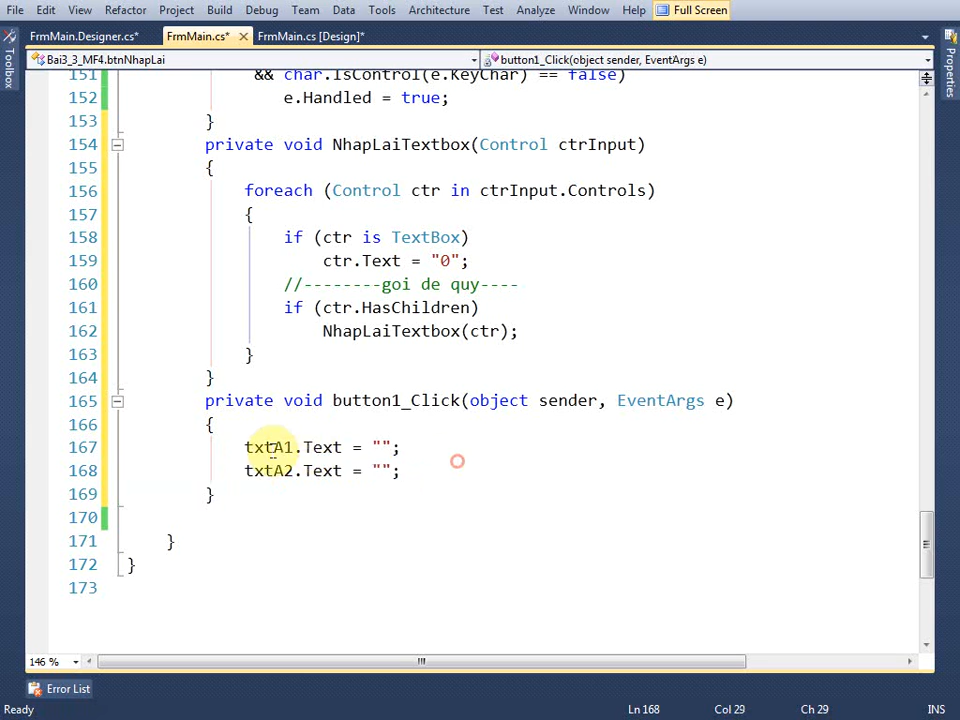 File Edit View Refactor Project Build Debug Team Data Tools Architecture Test Analyze Window Help Full Screen
FrmMain.Designer.cs* FrmMain.cs* FrmMain.cs [Design]*
Toolbox
Properties
Bai3_3_MF4.btnNhapLai button1_Click(object sender, EventArgs e)
151 && char.IsControl(e.KeyChar) == false)
152 e.Handled = true;
153 }
154 private void NhapLaiTextbox(Control ctrInput)
155 {
156 foreach (Control ctr in ctrInput.Controls)
157 {
158 if (ctr is TextBox)
159 ctr.Text = "0";
160 //--------goi de quy----
161 if (ctr.HasChildren)
162 NhapLaiTextbox(ctr);
163 }
164 }
165 private void button1_Click(object sender, EventArgs e)
166 {
167 txtA1.Text = "";
168 txtA2.Text = "";
169 }
170
171 }
172 }
173
146 %
Error List
Ready Ln 168 Col 29 Ch 29 INS